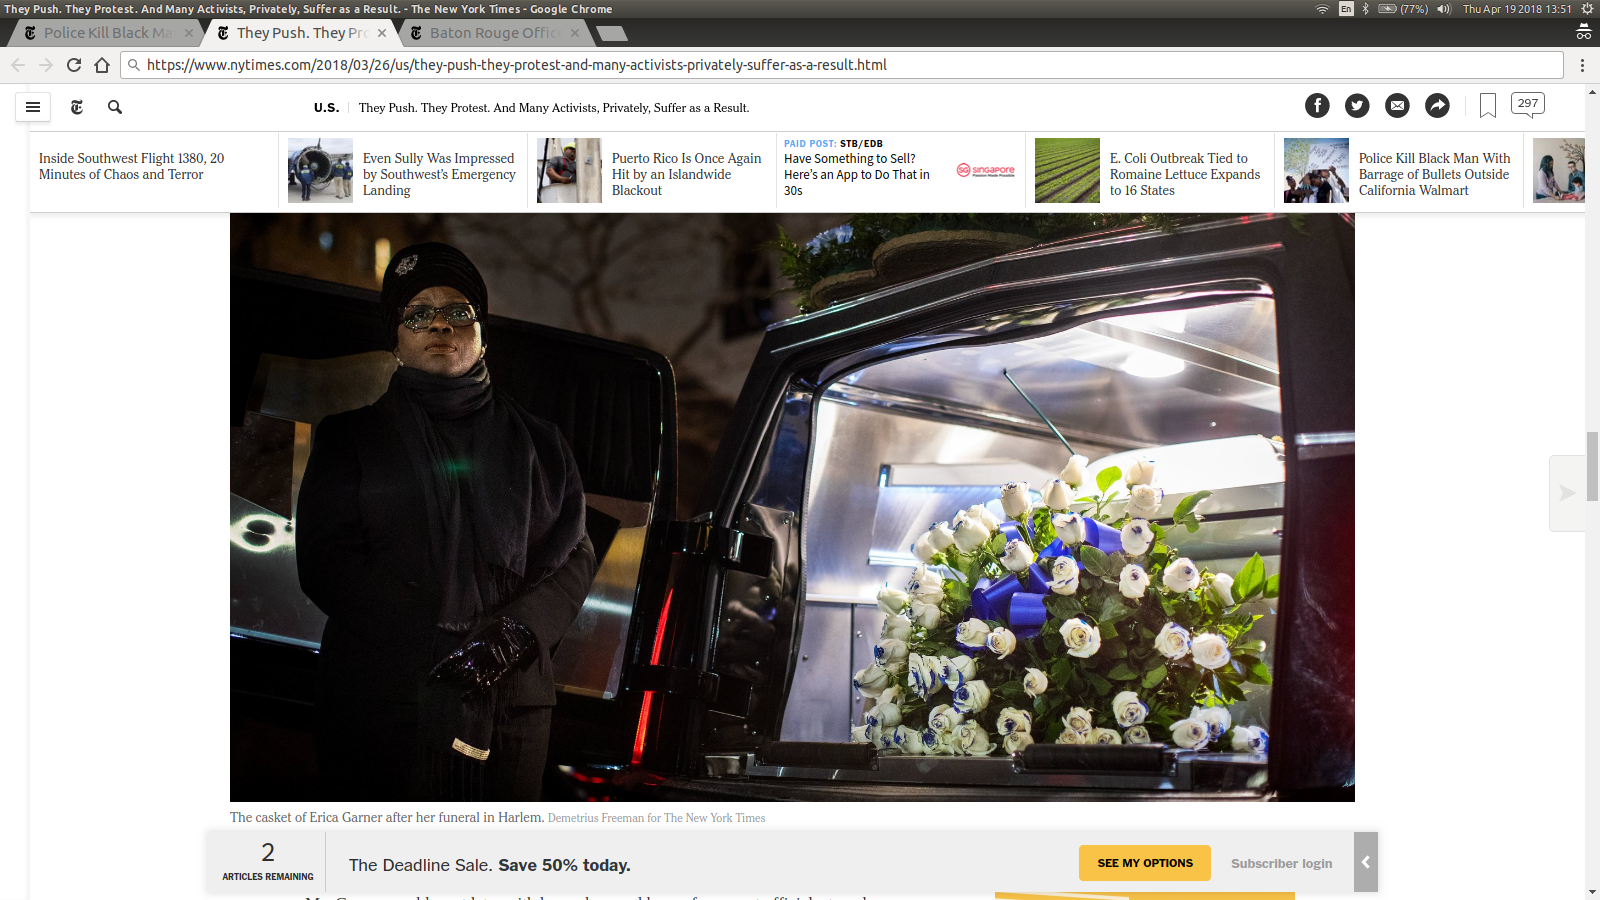 They Push. They Protest. And Many Activists, Privately, Suffer as a Result. - The New York Times - Google Chrome
En
(77%)
Thu Apr 19 2018 13:51
Police Kill Black Ma
They Push. They Pro
Baton Rouge Office
https://www.nytimes.com/2018/03/26/us/they-push-they-protest-and-many-activists-privately-suffer-as-a-result.html
U.S.
They Push. They Protest. And Many Activists, Privately, Suffer as a Result.
297
Inside Southwest Flight 1380, 20
Minutes of Chaos and Terror
Even Sully Was Impressed
by Southwest's Emergency
Landing
Puerto Rico Is Once Again
Hit by an Islandwide
Blackout
PAID POST: STB/EDB
Have Something to Sell?
Here's an App to Do That in
30s
SG SINGAPORE
Passion Made Possible
E. Coli Outbreak Tied to
Romaine Lettuce Expands
to 16 States
Police Kill Black Man With
Barrage of Bullets Outside
California Walmart
The casket of Erica Garner after her funeral in Harlem. Demetrius Freeman for The New York Times
2
ARTICLES REMAINING
The Deadline Sale. Save 50% today.
SEE MY OPTIONS
Subscriber login